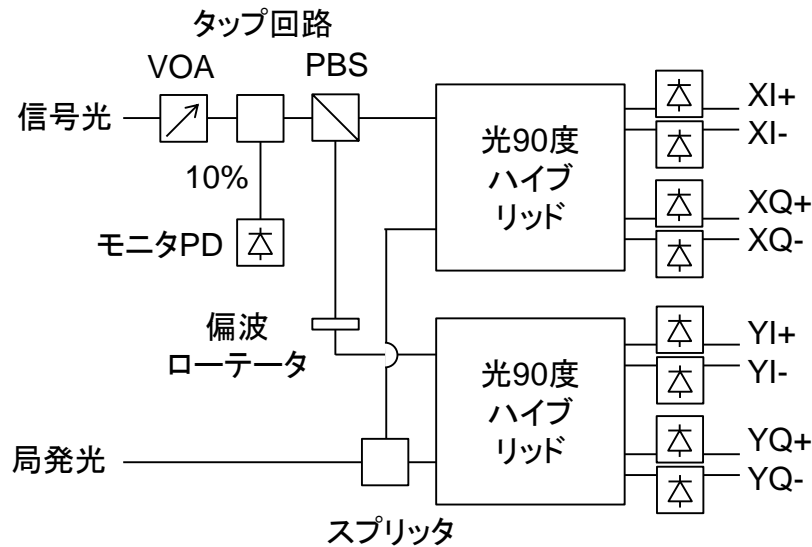 タップ回路
VOA
PBS
信号光
10%
モニタPD
光90度
ハイブ
リッド
XI+
XI-
XQ+
XQ-
偏波
ローテータ
光90度
ハイブ
リッド
YI+
YI-
YQ+
YQ-
局発光
スプリッタ